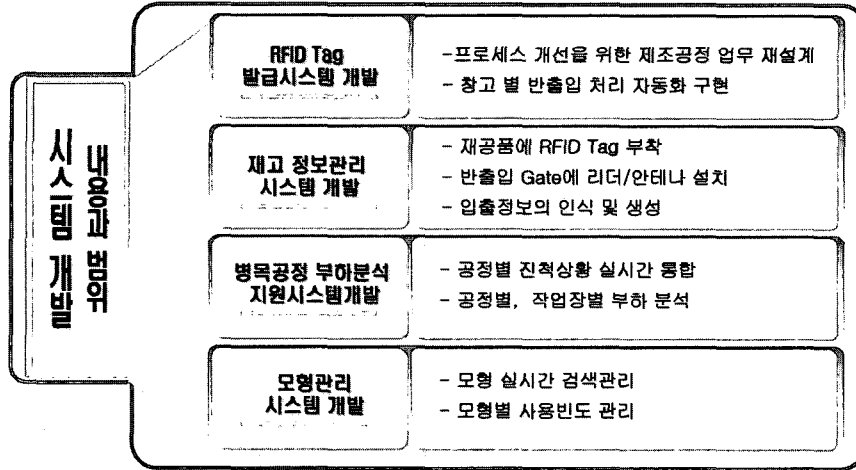 시스템 개발
내용과 범위
RFID Tag
발급시스템 개발
-프로세스 개선을 위한 제조공정 업무 재설계
- 창고 별 반출입 처리 자동화 구현
재고 정보관리
시스템 개발
- 재공품에 RFID Tag 부착
- 반출입 Gate에 리더/안테나 설치
- 입출정보의 인식 및 생성
병목공정 부하분석
지원시스템개발
- 공정별 진척상황 실시간 통합
- 공정별, 작업장별 부하 분석
모형관리
시스템 개발
- 모형 실시간 검색관리
- 모형별 사용빈도 관리